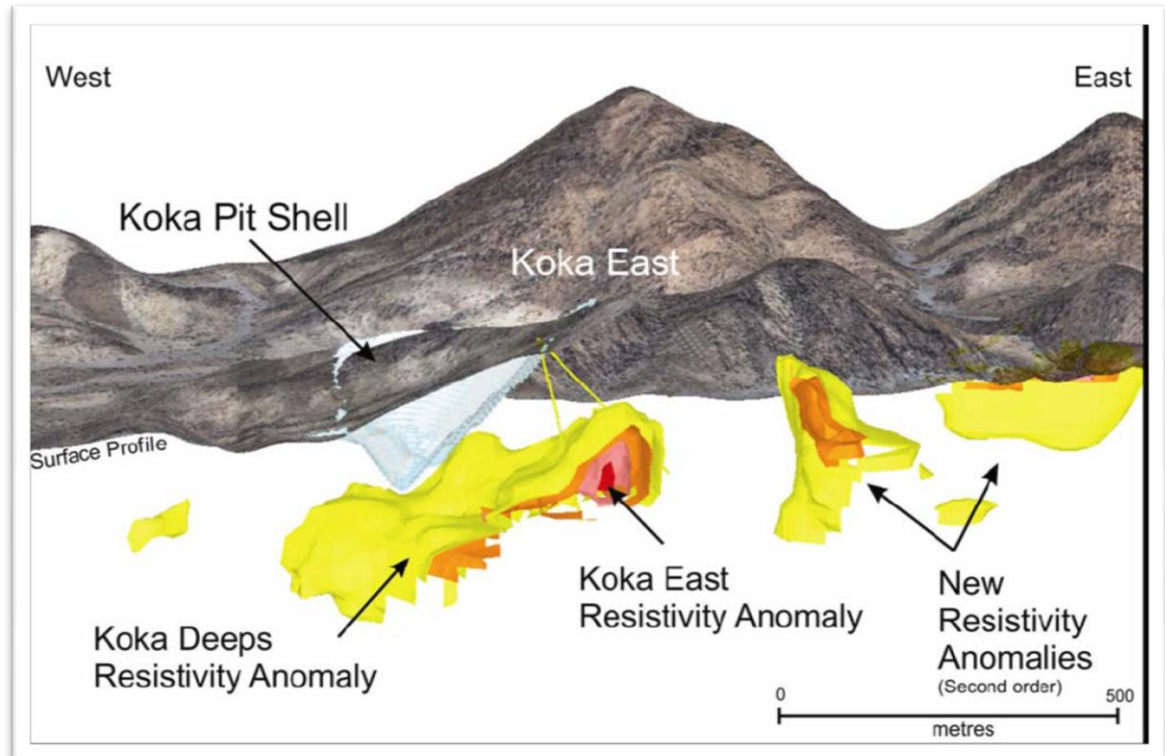 West
East
Koka Pit Shell
Koka East
Surface Profile
Koka East
Resistivity Anomaly
Koka Deeps
Resistivity Anomaly
New
Resistivity
Anomalies
(Second order)
0
500
metres